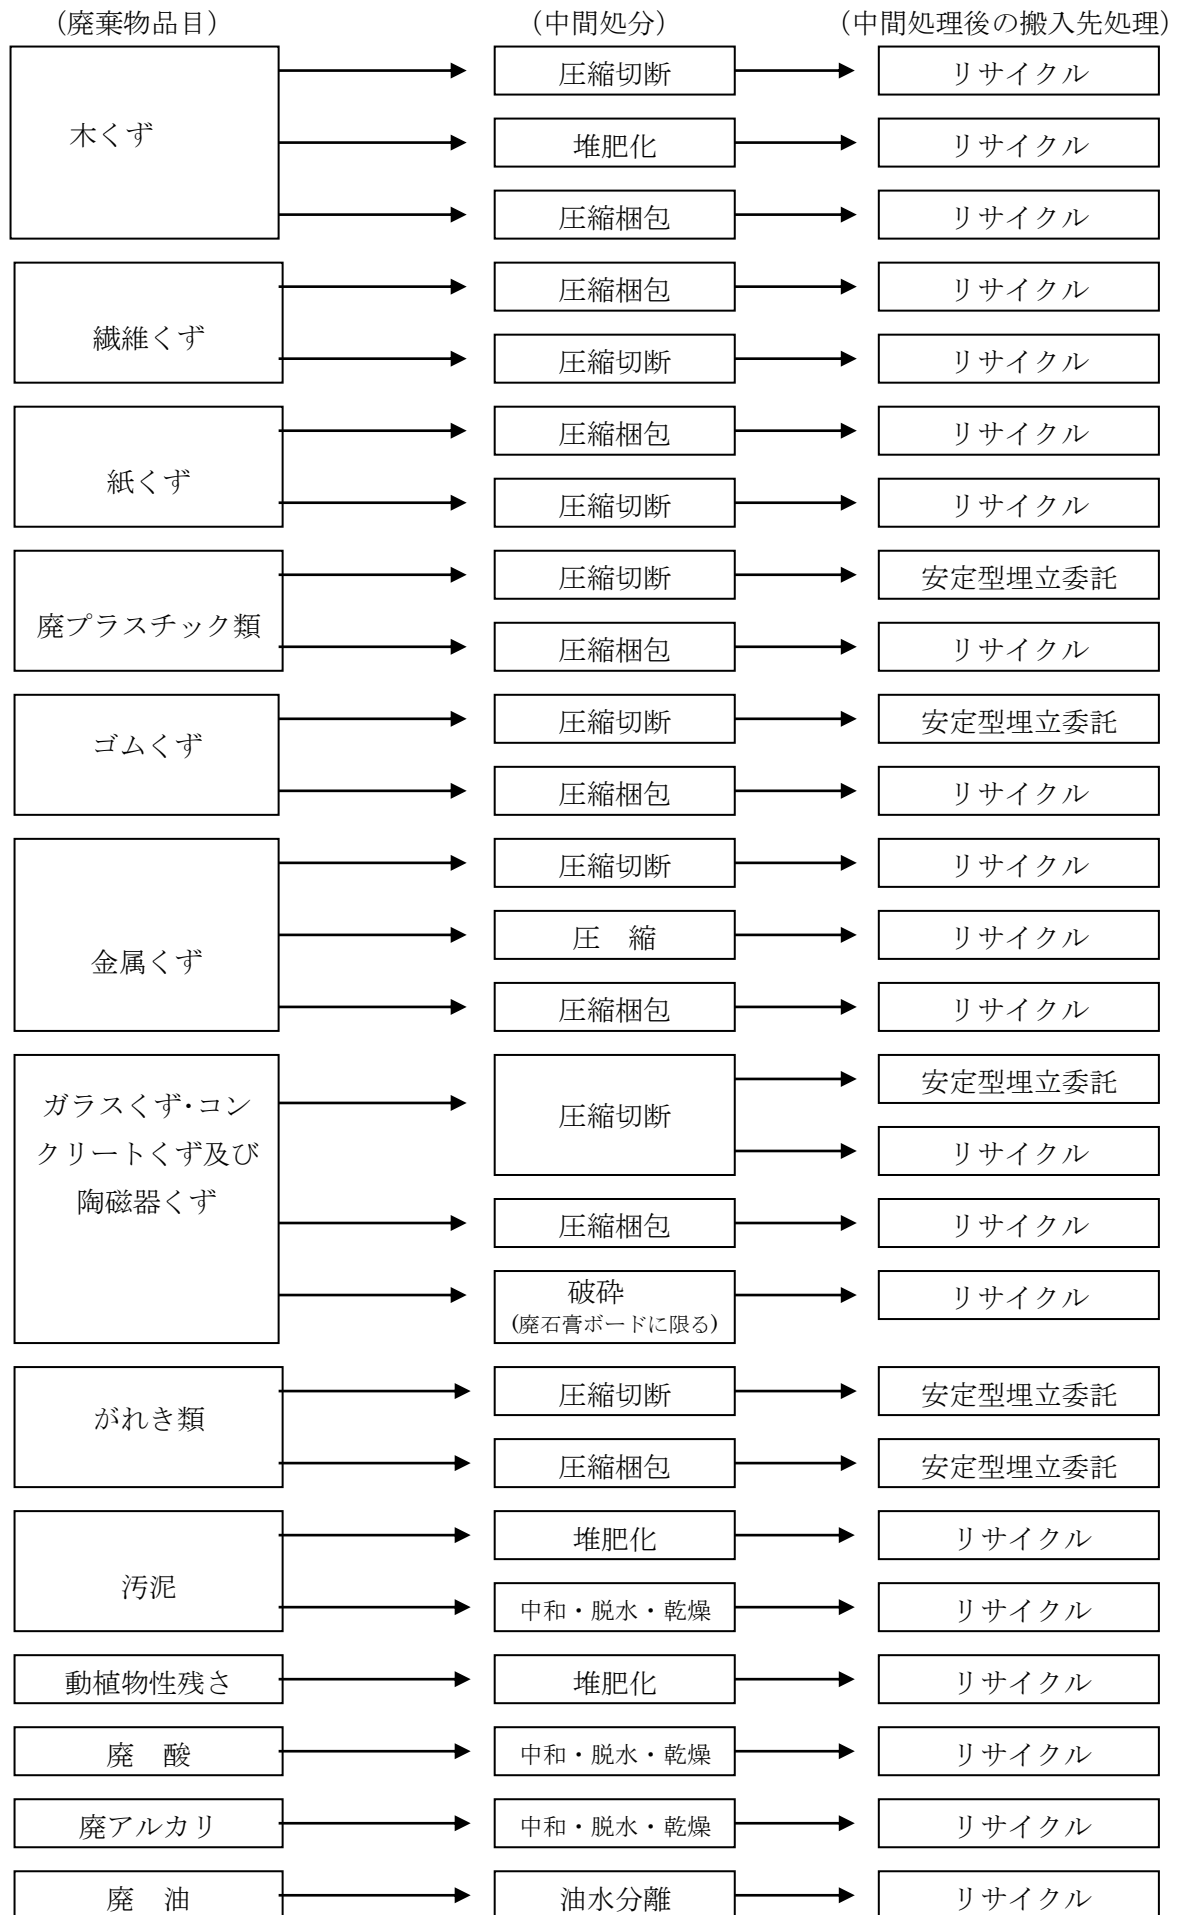 (廃棄物品目)
(中間処分)
(中間処理後の搬入先処理)
木くず
圧縮切断
リサイクル
堆肥化
リサイクル
圧縮梱包
リサイクル
繊維くず
圧縮梱包
リサイクル
圧縮切断
リサイクル
紙くず
圧縮梱包
リサイクル
圧縮切断
リサイクル
廃プラスチック類
圧縮切断
安定型埋立委託
圧縮梱包
リサイクル
ゴムくず
圧縮切断
安定型埋立委託
圧縮梱包
リサイクル
金属くず
圧縮切断
リサイクル
圧　縮
リサイクル
圧縮梱包
リサイクル
ガラスくず・コン
クリートくず及び
陶磁器くず
圧縮切断
安定型埋立委託
リサイクル
圧縮梱包
リサイクル
破砕
(廃石膏ボードに限る)
リサイクル
がれき類
圧縮切断
安定型埋立委託
圧縮梱包
安定型埋立委託
汚泥
堆肥化
リサイクル
中和・脱水・乾燥
リサイクル
動植物性残さ
堆肥化
リサイクル
廃　酸
中和・脱水・乾燥
リサイクル
廃アルカリ
中和・脱水・乾燥
リサイクル
廃　油
油水分離
リサイクル